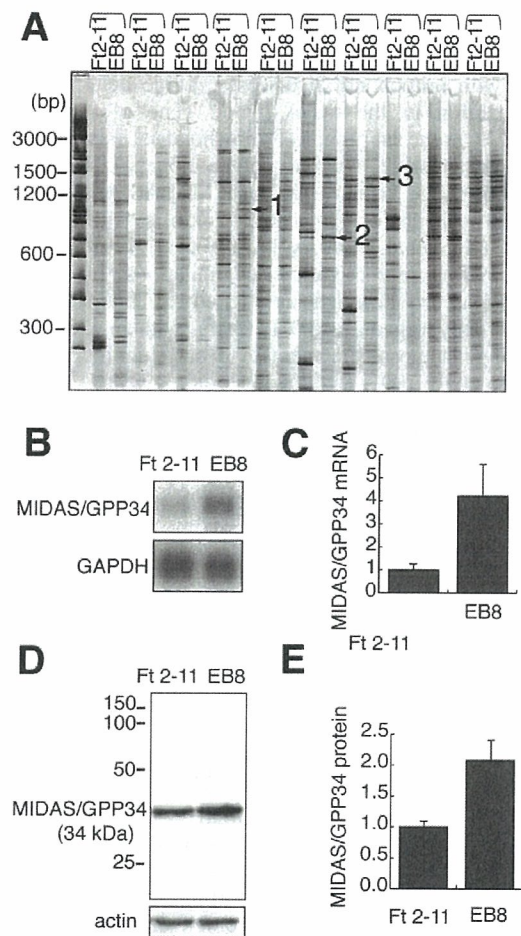 A
Ft2-11 EB8 Ft2-11 EB8 Ft2-11 EB8 Ft2-11 EB8 Ft2-11 EB8 Ft2-11 EB8 Ft2-11 EB8 Ft2-11 EB8 Ft2-11 EB8 Ft2-11 EB8
(bp)
3000
1500
1200
600
300
1
2
3
B
Ft 2-11 EB8
MIDAS/GPP34
GAPDH
C
MIDAS/GPP34 mRNA
6
5
4
3
2
1
0
EB8
Ft 2-11
D
Ft 2-11 EB8
150
100
50
MIDAS/GPP34
(34 kDa)
25
actin
E
MIDAS/GPP34 protein
2.5
2.0
1.5
1.0
0.5
0.0
Ft 2-11 EB8